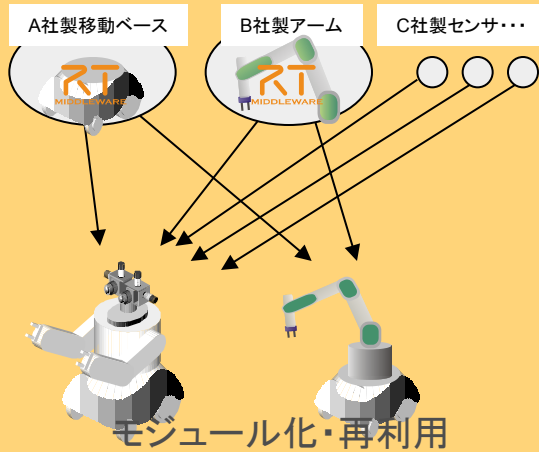 A社製移動ベース
B社製アーム
C社製センサ・・・
RT
MIDDLEWARE
RT
MIDDLEWARE
モジュール化・再利用